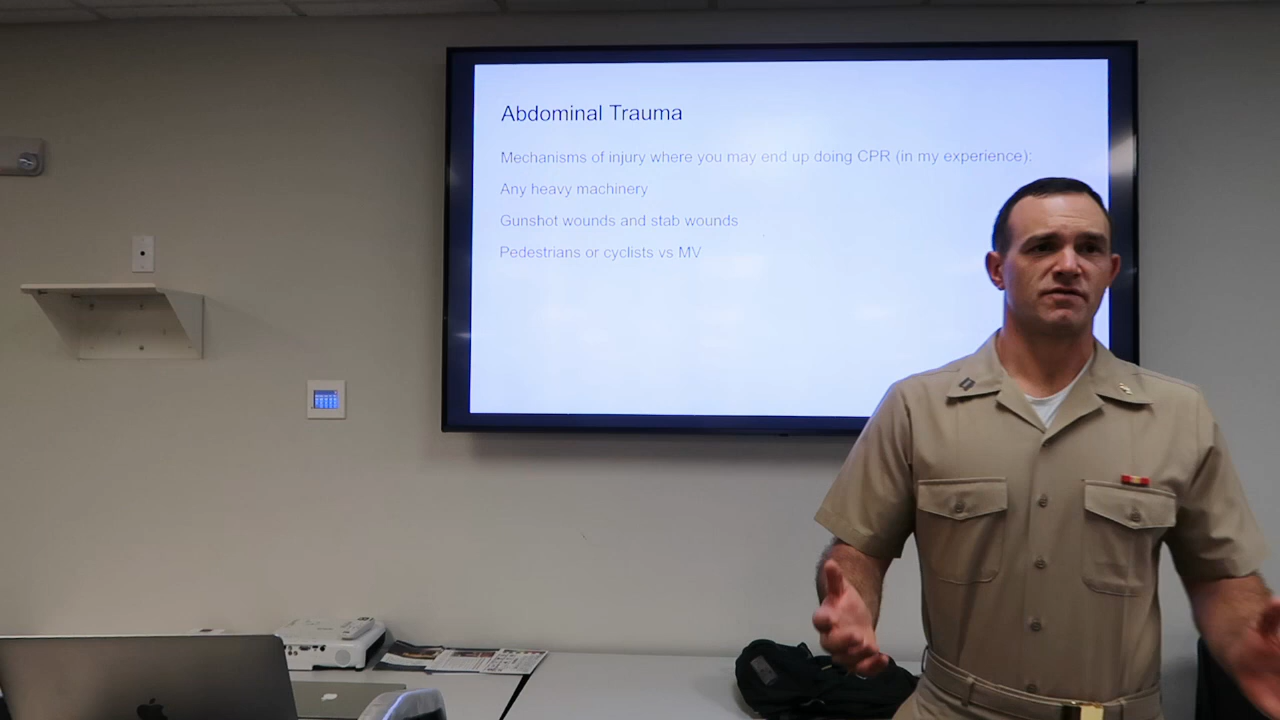 Abdominal Trauma
Mechanisms of injury where you may end up doing CPR (in my experience):
Any heavy machinery
Gunshot wounds and stab wounds
Pedestrians or cyclists vs MV